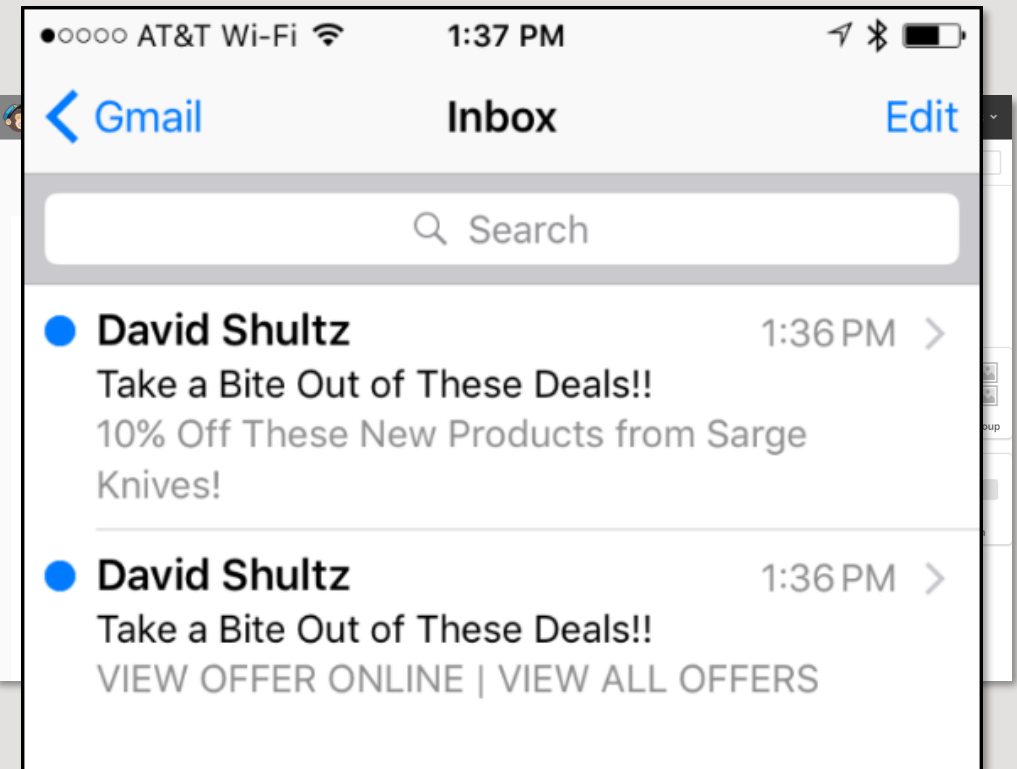 AT&T Wi-Fi 1:37 PM
Gmail Inbox Edit
Search
David Shultz 1:36 PM
Take a Bite Out of These Deals!!
10% Off These New Products from Sarge
Knives!
David Shultz 1:36 PM
Take a Bite Out of These Deals!!
VIEW OFFER ONLINE | VIEW ALL OFFERS
oup